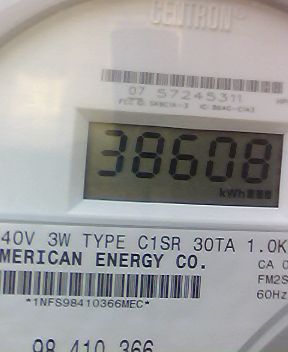 CENTRON
07 57245311
38608
kWh
40V 3W TYPE C1SR 30TA 1.0K
MERICAN ENERGY CO.
CA 0
FM2S
60Hz
*1NFS98410366MEC*
98 410 366